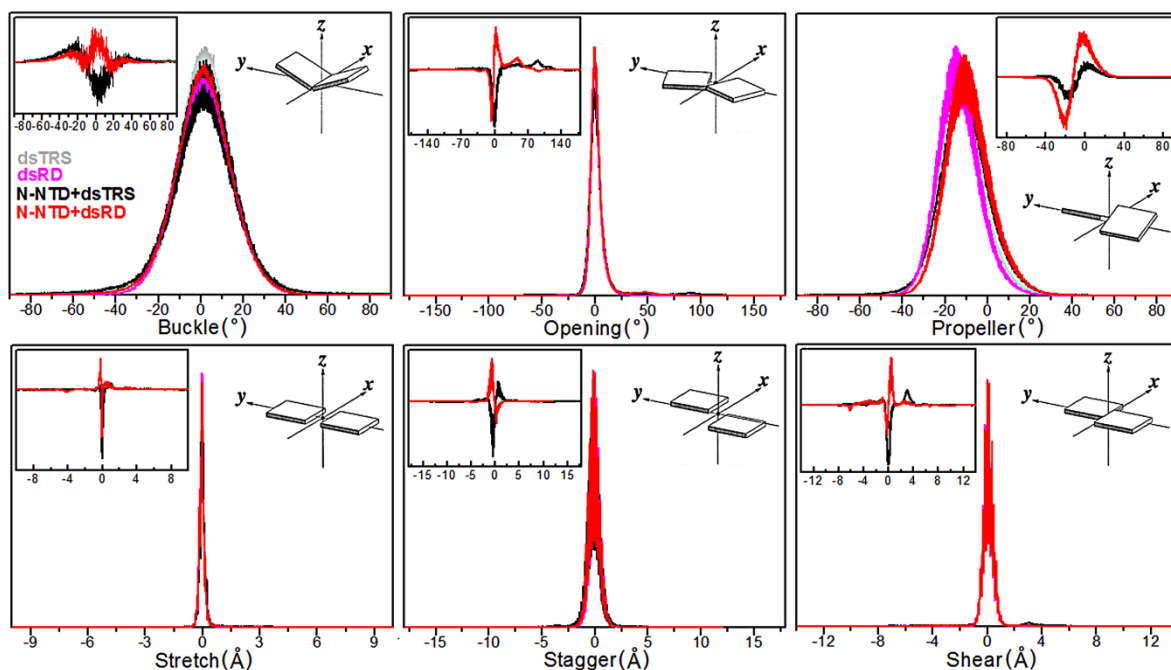 z
x
y
-80 -60 -40 -20 0 20 40 60 80
dsTRS
dsRD
N-NTD+dsTRS
N-NTD+dsRD
-80 -40 0 40 80
Buckle(°)
z
x
y
-140 -70 0 70 140
-150 -100 -50 0 50 100 150
Opening(°)
z
x
y
-80 -40 0 40 80
-80 -60 -40 -20 0 20 40 60 80
Propeller(°)
z
x
y
-8 -4 0 4 8
-9 -6 -3 0 3 6 9
Stretch(Å)
z
x
y
-15 -10 -5 0 5 10 15
-15 -10 -5 0 5 10 15
Stagger(Å)
z
x
y
-12 -8 -4 0 4 8 12
-12 -8 -4 0 4 8 12
Shear(Å)